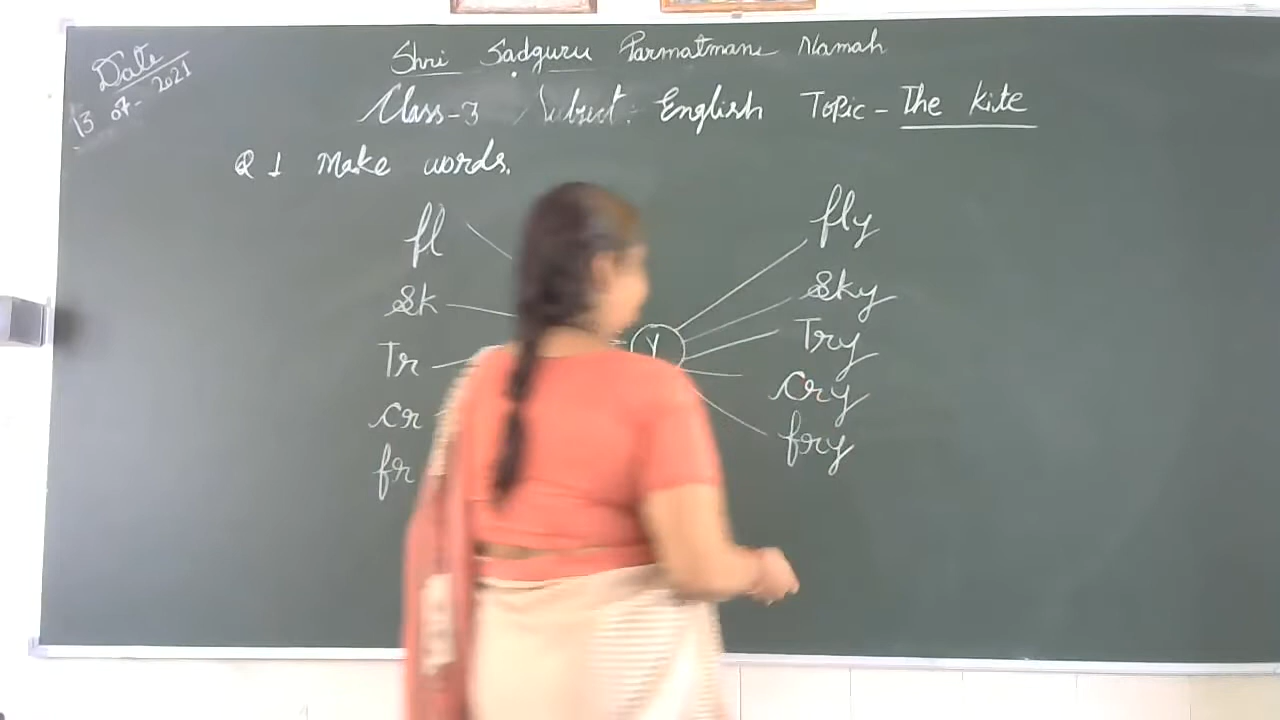 Shri Sadguru Parmatmane Namah
Date
13 07- 2021
Class-3 Subject: English Topic - The kite
Q 1 Make words.
fl fly
Sk Sky
Y
Tr Try
cr Cry
fr fry